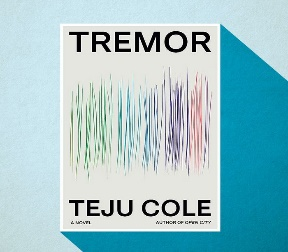 TREMOR
TEJU COLE
A NOVEL
AUTHOR OF OPEN CITY